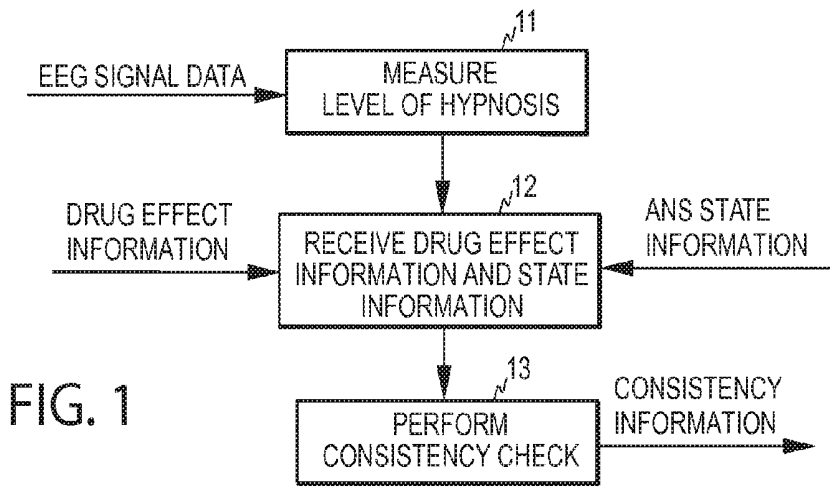 11
EEG SIGNAL DATA
MEASURE
LEVEL OF HYPNOSIS
12
DRUG EFFECT
INFORMATION
RECEIVE DRUG EFFECT
INFORMATION AND STATE
INFORMATION
ANS STATE
INFORMATION
13
FIG. 1
PERFORM
CONSISTENCY CHECK
CONSISTENCY
INFORMATION